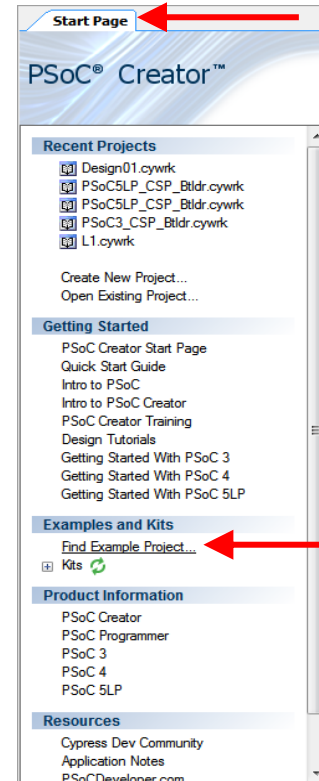 Start Page
PSoC® Creator™
Recent Projects
Design01.cywrk
PSoC5LP_CSP_Btldr.cywrk
PSoC5LP_CSP_Btldr.cywrk
PSoC3_CSP_Btldr.cywrk
L1.cywrk
Create New Project...
Open Existing Project...
Getting Started
PSoC Creator Start Page
Quick Start Guide
Intro to PSoC
Intro to PSoC Creator
PSoC Creator Training
Design Tutorials
Getting Started With PSoC 3
Getting Started With PSoC 4
Getting Started With PSoC 5LP
Examples and Kits
Find Example Project...
Kits
Product Information
PSoC Creator
PSoC Programmer
PSoC 3
PSoC 4
PSoC 5LP
Resources
Cypress Dev Community
Application Notes
PSoCDeveloper.com